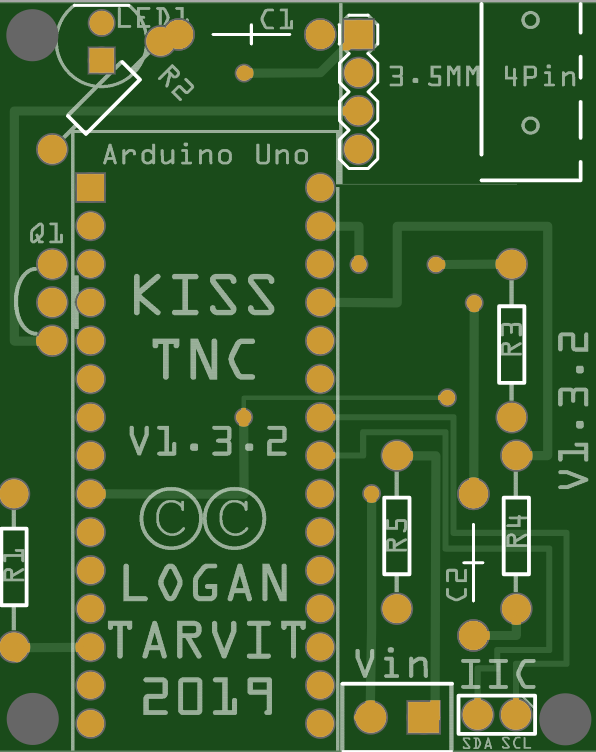 LED1
C1
R2
3.5MM 4Pin
Arduino Uno
Q1
KISS
TNC
R3
V1.3.2
V1.3.2
CC
R5
R4
R1
LOGAN
C2
TARVIT
Vin
IIC
2019
SDA SCL